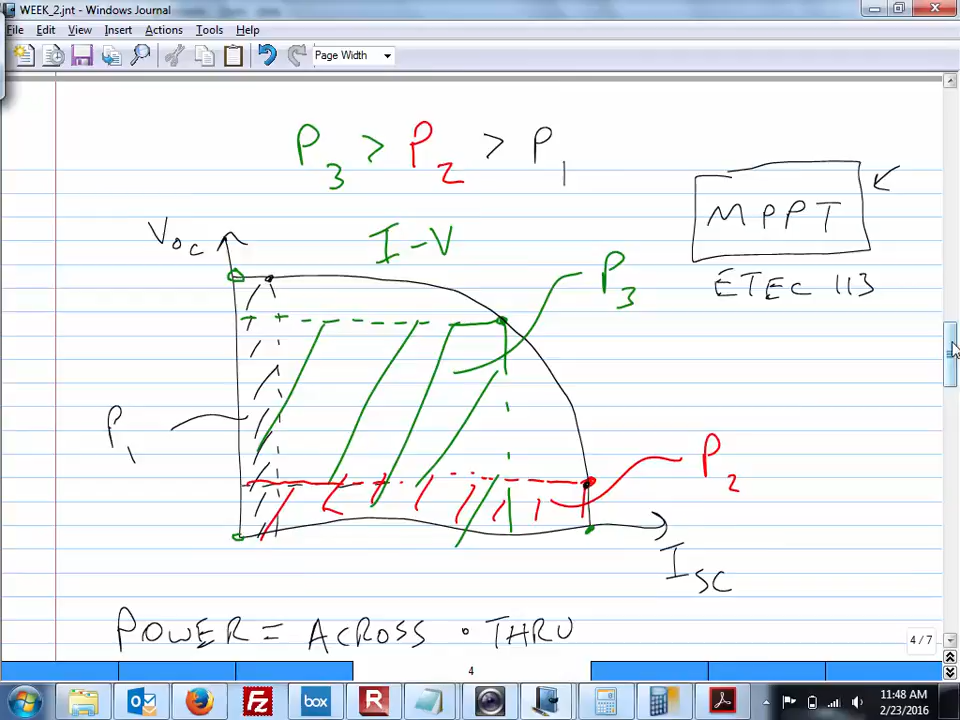 WEEK_2.jnt - Windows Journal
File Edit View Insert Actions Tools Help
Page Width
P3 > P2 > P1
MPPT
ETEC 113
VOC
I-V
P3
P1
P2
ISC
POWER = ACROSS · THRU
4 / 7
4
box
R
11:48 AM
2/23/2016